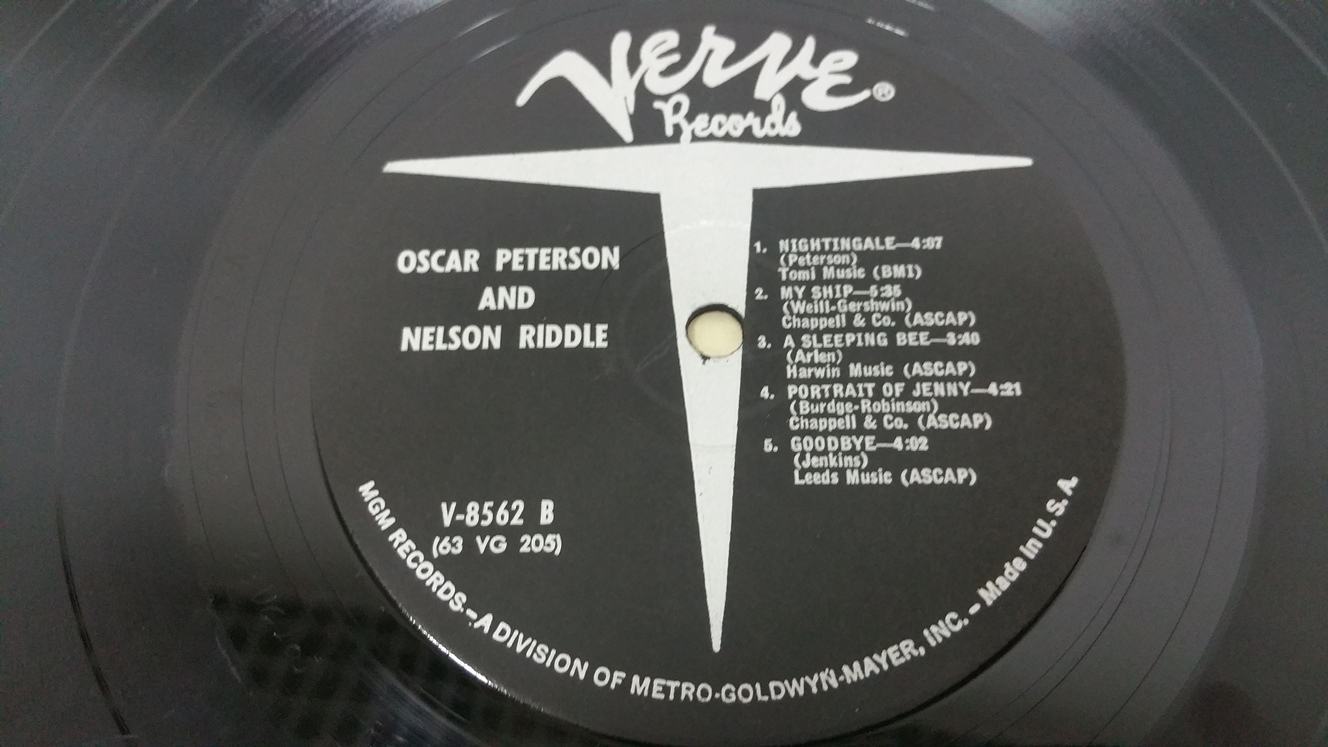 Verve®
Records
OSCAR PETERSON
AND
NELSON RIDDLE
1. NIGHTINGALE—4:07
(Peterson)
Tomi Music (BMI)
2. MY SHIP—5:35
(Weill-Gershwin)
Chappell & Co. (ASCAP)
3. A SLEEPING BEE—3:40
(Arlen)
Harwin Music (ASCAP)
4. PORTRAIT OF JENNY—4:21
(Burdge-Robinson)
Chappell & Co. (ASCAP)
5. GOODBYE—4:02
(Jenkins)
Leeds Music (ASCAP)
V-8562 B
(63 VG 205)
MGM RECORDS–A DIVISION OF METRO-GOLDWYN-MAYER, INC. – Made in U. S. A.